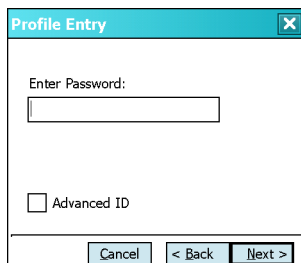 Profile Entry
Enter Password:
Advanced ID
Cancel < Back Next >